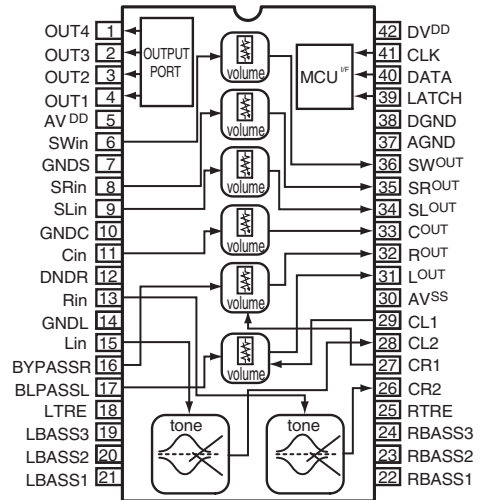 OUT4 1
OUT3 2
OUT2 3
OUT1 4
AVDD 5
SWin 6
GNDS 7
SRin 8
SLin 9
GNDC 10
Cin 11
DNDR 12
Rin 13
GNDL 14
Lin 15
BYPASSR 16
BLPASSL 17
LTRE 18
LBASS3 19
LBASS2 20
LBASS1 21
OUTPUT
PORT
volume
volume
volume
volume
volume
volume
tone
tone
MCU I/F
42 DVDD
41 CLK
40 DATA
39 LATCH
38 DGND
37 AGND
36 SWOUT
35 SROUT
34 SLOUT
33 COUT
32 ROUT
31 LOUT
30 AVSS
29 CL1
28 CL2
27 CR1
26 CR2
25 RTRE
24 RBASS3
23 RBASS2
22 RBASS1